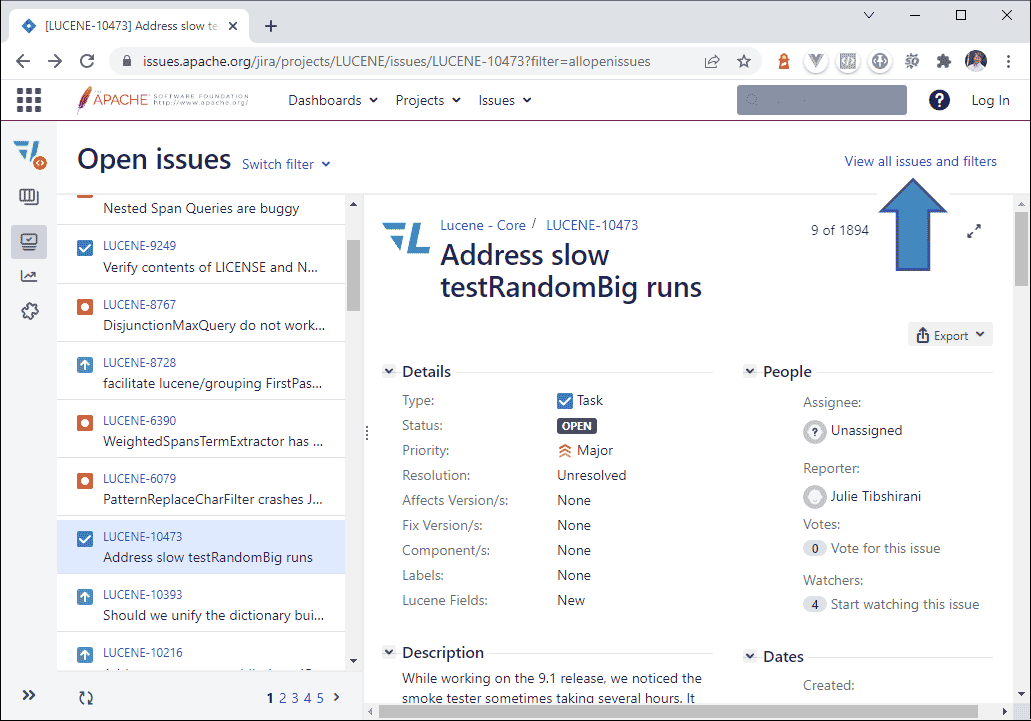 [LUCENE-10473] Address slow te
issues.apache.org/jira/projects/LUCENE/issues/LUCENE-10473?filter=allopenissues
THE APACHE SOFTWARE FOUNDATION
http://www.apache.org/
Dashboards Projects Issues
? Log In
Open issues Switch filter
View all issues and filters
Nested Span Queries are buggy
LUCENE-9249
Verify contents of LICENSE and N...
LUCENE-8767
DisjunctionMaxQuery do not work...
LUCENE-8728
facilitate lucene/grouping FirstPas...
LUCENE-6390
WeightedSpansTermExtractor has ...
LUCENE-6079
PatternReplaceCharFilter crashes J...
LUCENE-10473
Address slow testRandomBig runs
LUCENE-10393
Should we unify the dictionary bui...
LUCENE-10216
1 2 3 4 5
Lucene - Core / LUCENE-10473
9 of 1894
Address slow
testRandomBig runs
Export
Details
Type: Task
Status: OPEN
Priority: Major
Resolution: Unresolved
Affects Version/s: None
Fix Version/s: None
Component/s: None
Labels: None
Lucene Fields: New
Description
While working on the 9.1 release, we noticed the
smoke tester sometimes taking several hours. It
People
Assignee:
? Unassigned
Reporter:
Julie Tibshirani
Votes:
0 Vote for this issue
Watchers:
4 Start watching this issue
Dates
Created: